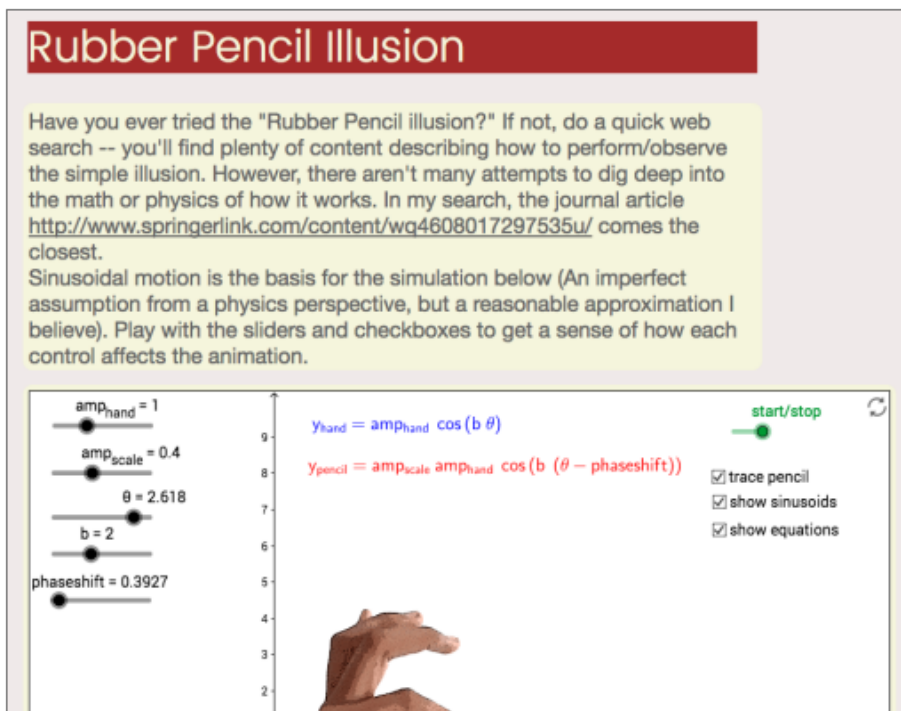 Rubber Pencil Illusion
Have you ever tried the "Rubber Pencil illusion?" If not, do a quick web
search -- you'll find plenty of content describing how to perform/observe
the simple illusion. However, there aren't many attempts to dig deep into
the math or physics of how it works. In my search, the journal article
http://www.springerlink.com/content/wq4608017297535u/ comes the
closest.
Sinusoidal motion is the basis for the simulation below (An imperfect
assumption from a physics perspective, but a reasonable approximation I
believe). Play with the sliders and checkboxes to get a sense of how each
control affects the animation.
amp_hand = 1
amp_scale = 0.4
θ = 2.618
b = 2
phaseshift = 0.3927
y_hand = amp_hand cos (b θ)
y_pencil = amp_scale amp_hand cos (b (θ − phaseshift))
start/stop
trace pencil
show sinusoids
show equations
9
8
7
6
5
4
3
2